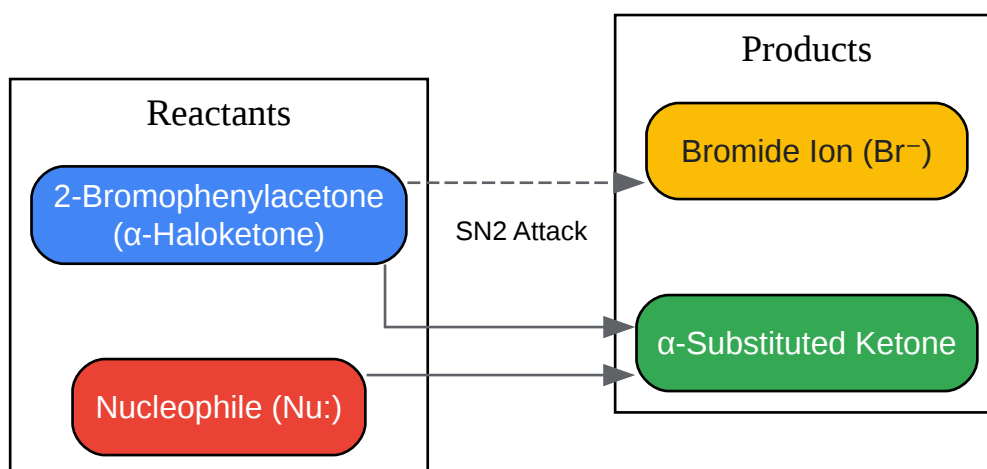 Reactants
2-Bromophenylacetone
(α-Haloketone)
Nucleophile (Nu:)
SN2 Attack
Products
Bromide Ion (Br⁻)
α-Substituted Ketone